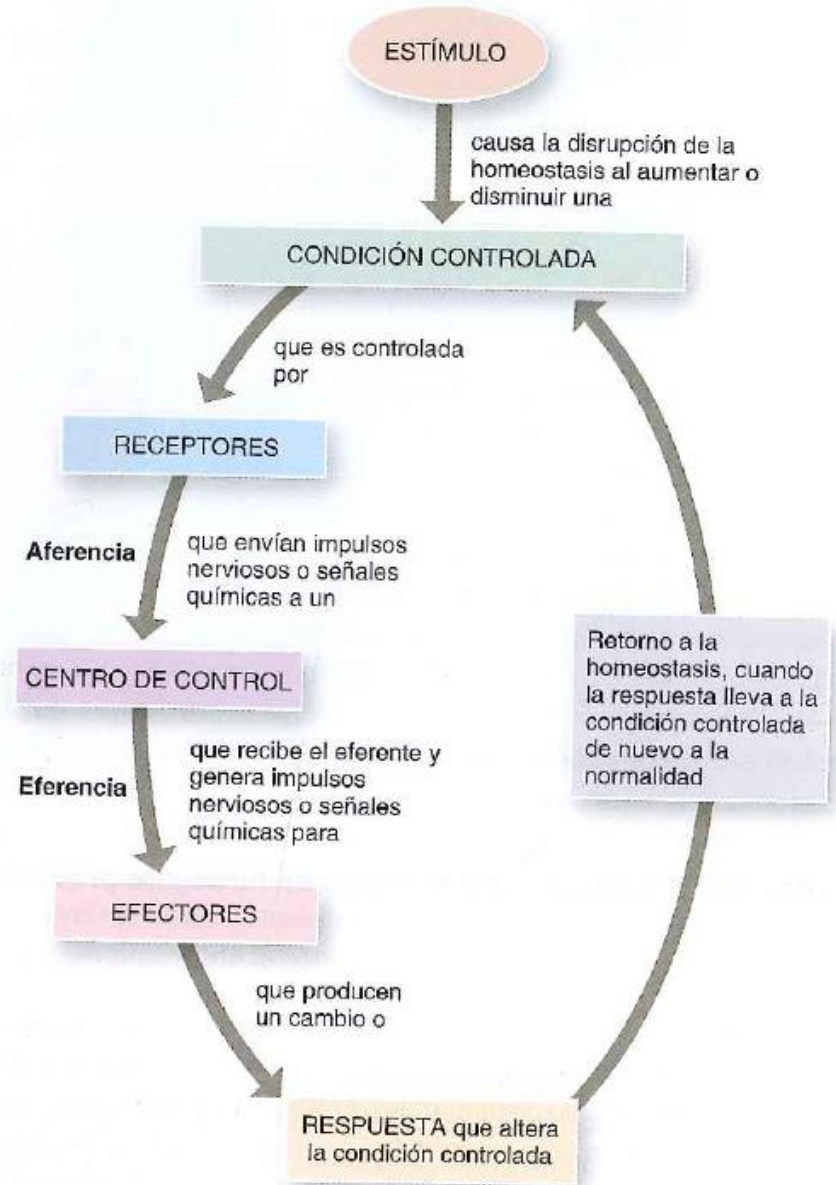 ESTÍMULO
causa la disrupción de la
homeostasis al aumentar o
disminuir una
CONDICIÓN CONTROLADA
que es controlada
por
RECEPTORES
Aferencia
que envían impulsos
nerviosos o señales
químicas a un
CENTRO DE CONTROL
Eferencia
que recibe el eferente y
genera impulsos
nerviosos o señales
químicas para
EFECTORES
que producen
un cambio o
RESPUESTA que altera
la condición controlada
Retorno a la
homeostasis, cuando
la respuesta lleva a la
condición controlada
de nuevo a la
normalidad